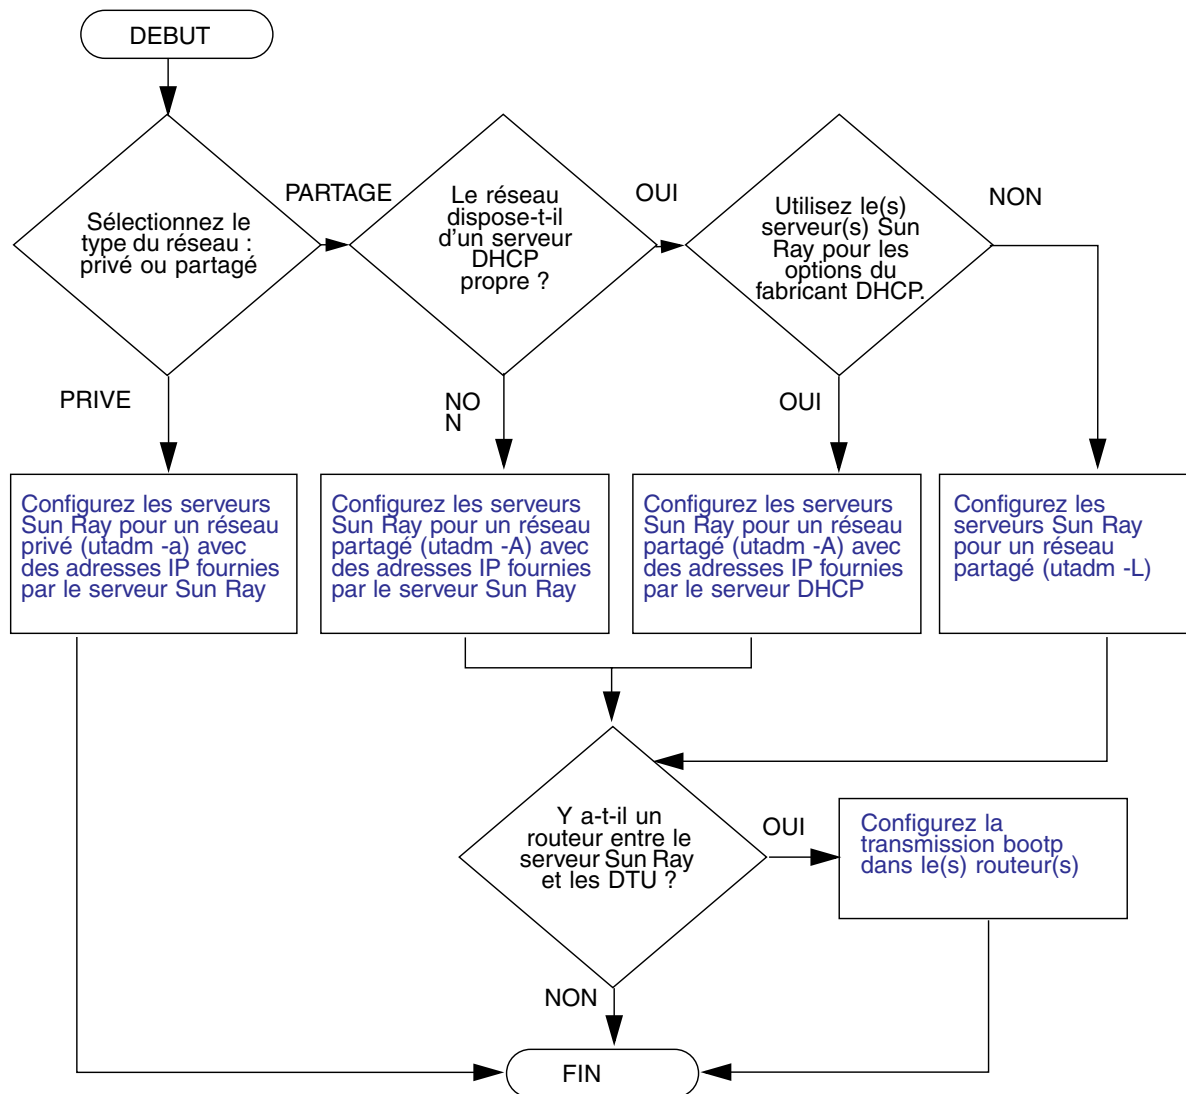 DEBUT
Sélectionnez le
type du réseau :
privé ou partagé
PARTAGE
Le réseau
dispose-t-il
d'un serveur
DHCP
propre ?
OUI
Utilisez le(s)
serveur(s) Sun
Ray pour les
options du
fabricant DHCP.
NON
PRIVE
NO
N
OUI
Configurez les serveurs
Sun Ray pour un réseau
privé (utadm -a) avec
des adresses IP fournies
par le serveur Sun Ray
Configurez les serveurs
Sun Ray pour un réseau
partagé (utadm -A) avec
des adresses IP fournies
par le serveur Sun Ray
Configurez les serveurs
Sun Ray pour un réseau
partagé (utadm -A) avec
des adresses IP fournies
par le serveur DHCP
Configurez les
serveurs Sun Ray
pour un réseau
partagé (utadm -L)
Y a-t-il un
routeur entre le
serveur Sun Ray
et les DTU ?
OUI
Configurez la
transmission bootp
dans le(s) routeur(s)
NON
FIN